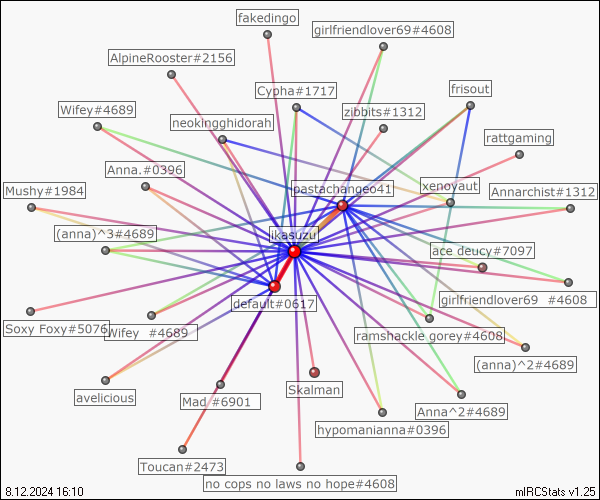 fakedingo
girlfriendlover69#4608
AlpineRooster#2156
Cypha#1717
frisout
Wifey#4689
zibbits#1312
neokingghidorah
rattgaming
Anna.#0396
Mushy#1984
pastachangeo41
xenoyaut
Annarchist#1312
(anna)^3#4689
ikasuzu
ace deucy#7097
default#0617
girlfriendlover69 #4608
Soxy Foxy#5076
Wifey #4689
ramshackle gorey#4608
(anna)^2#4689
avelicious
Mad #6901
Skalman
Anna^2#4689
hypomanianna#0396
Toucan#2473
no cops no laws no hope#4608
8.12.2024 16:10
mIRCStats v1.25